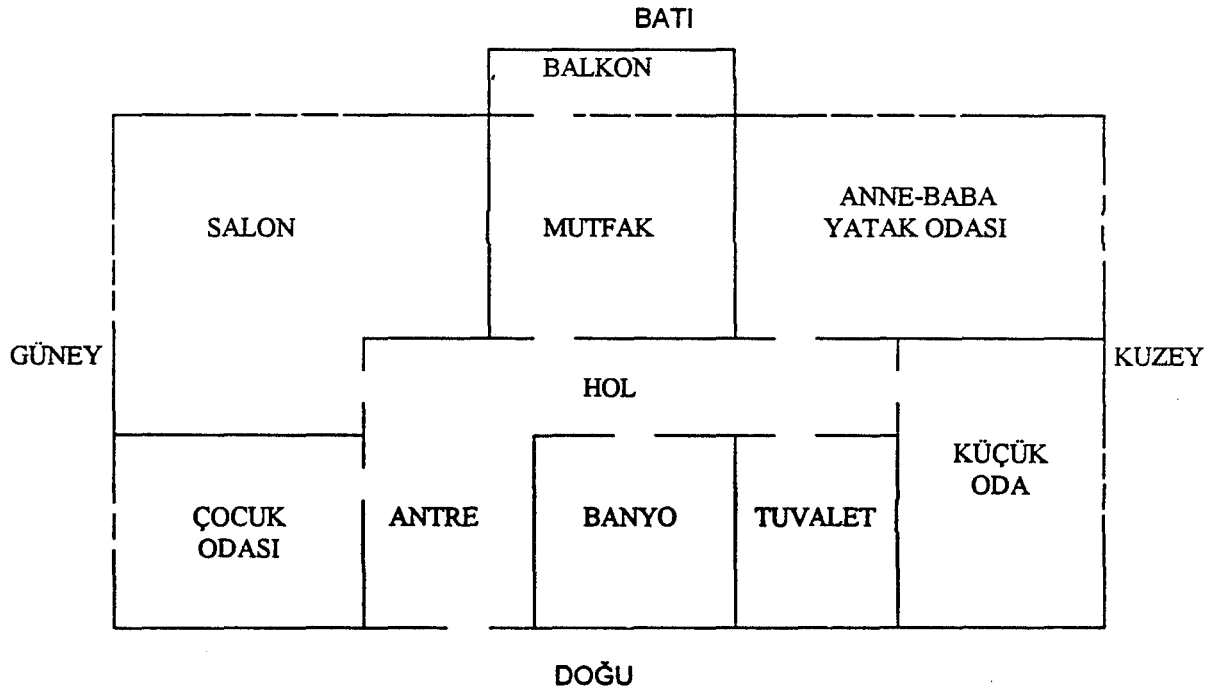 BATI
BALKON
SALON
MUTFAK
ANNE-BABA
YATAK ODASI
GÜNEY
KUZEY
HOL
KÜÇÜK
ODA
ÇOCUK
ODASI
ANTRE
BANYO
TUVALET
DOĞU